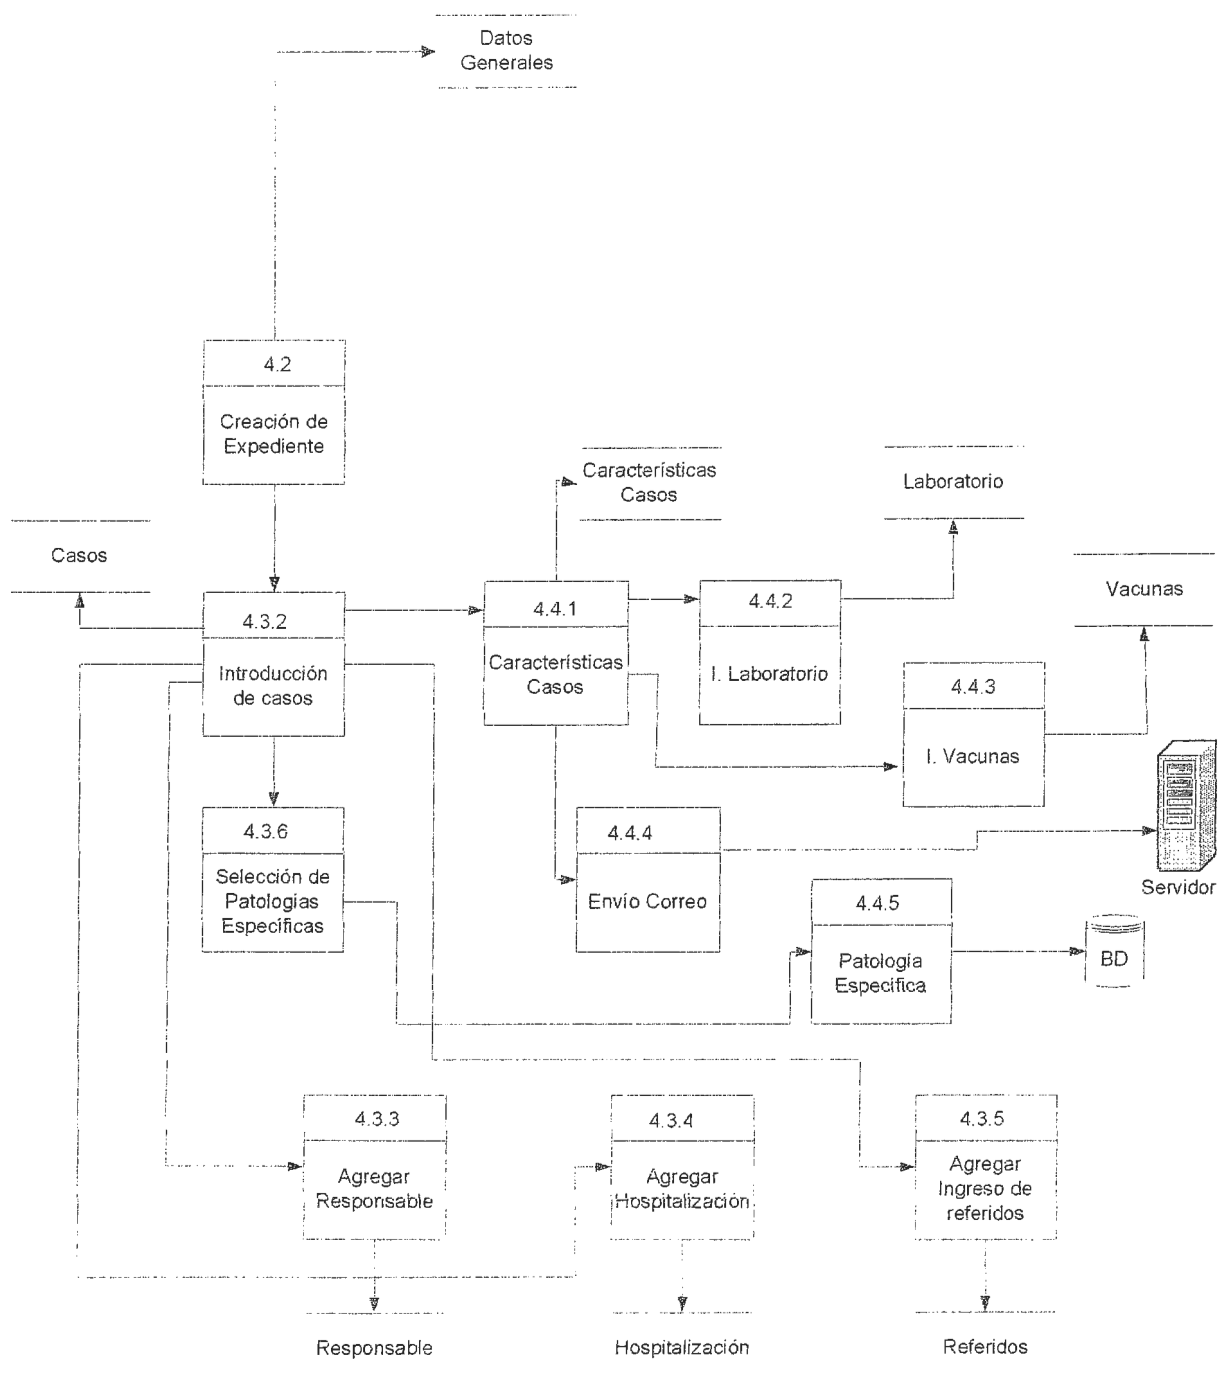 Datos
Generales
4.2
Creación de
Expediente
Características
Casos
Laboratorio
Casos
Vacunas
4.3.2
Introducción
de casos
4.4.1
Características
Casos
4.4.2
I. Laboratorio
4.4.3
I. Vacunas
4.3.6
Selección de
Patologías
Específicas
4.4.4
Envío Correo
Servidor
4.4.5
Patología
Específica
BD
4.3.3
Agregar
Responsable
4.3.4
Agregar
Hospitalización
4.3.5
Agregar
Ingreso de
referidos
Responsable
Hospitalización
Referidos